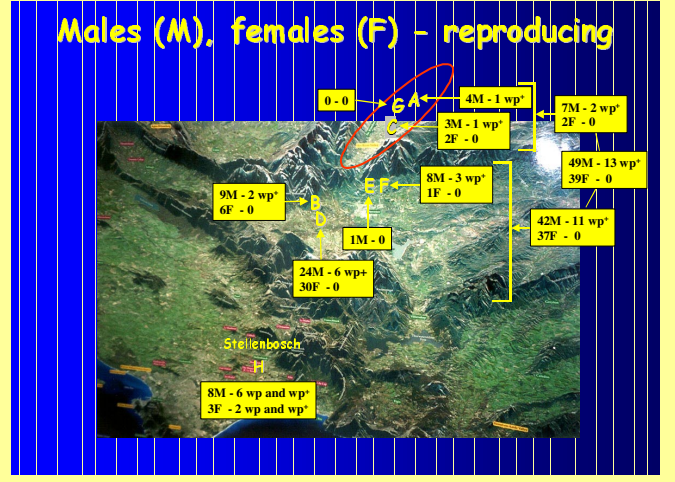 Males (M), females (F) - reproducing
0 - 0
G
A
4M - 1 wp⁺
7M - 2 wp⁺
2F - 0
C
3M - 1 wp⁺
2F - 0
49M - 13 wp⁺
39F - 0
9M - 2 wp⁺
6F - 0
B
D
E F
8M - 3 wp⁺
1F - 0
42M - 11 wp⁺
37F - 0
1M - 0
24M - 6 wp+
30F - 0
Stellenbosch
H
8M - 6 wp and wp⁺
3F - 2 wp and wp⁺